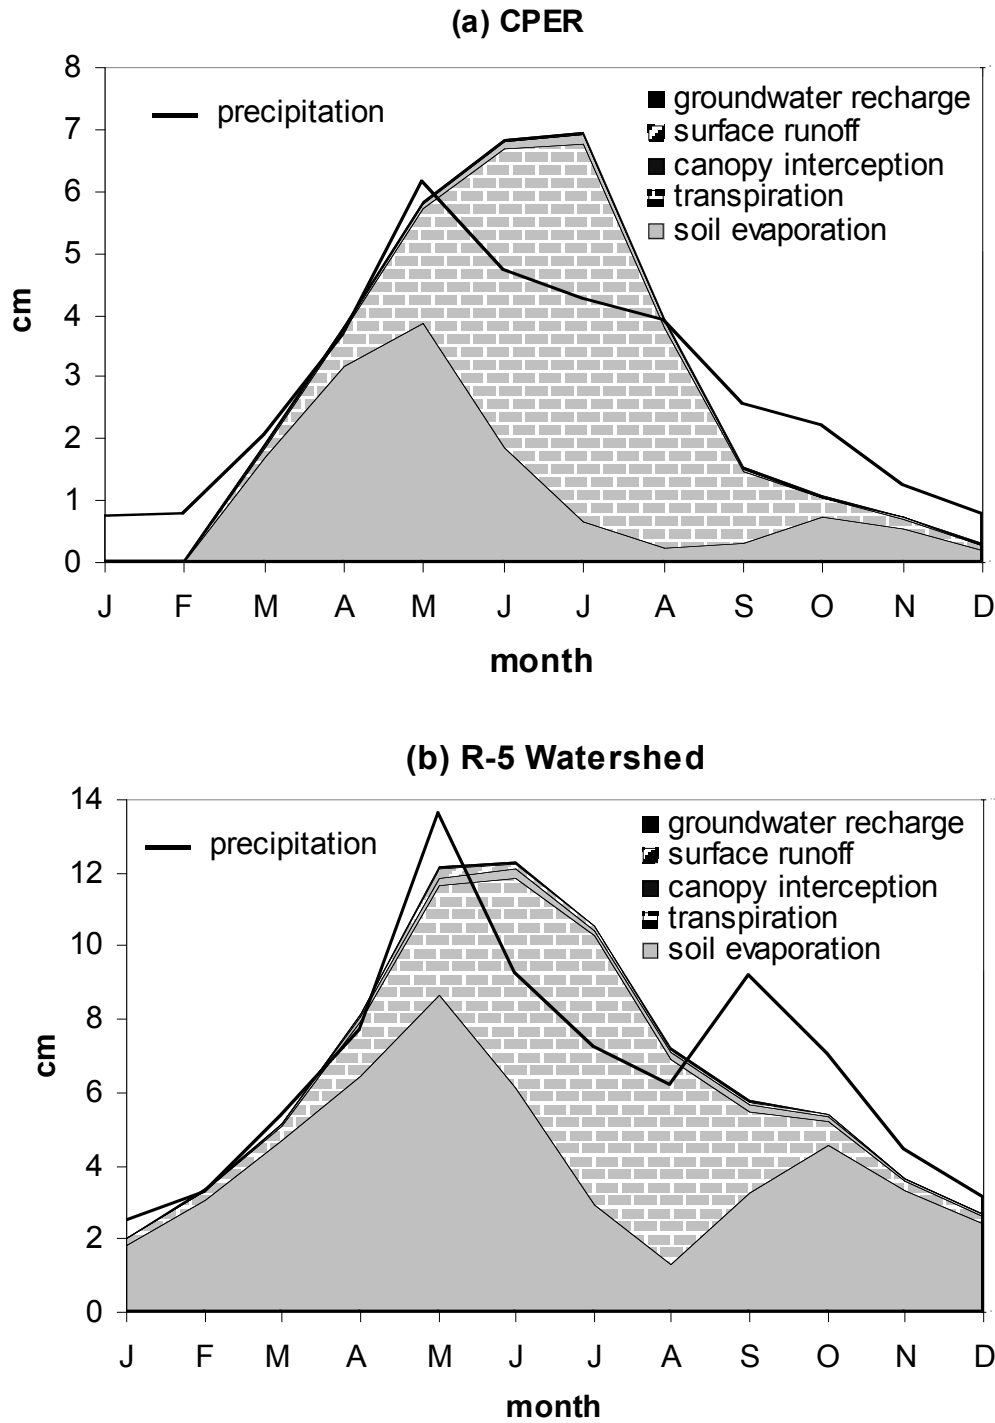 (a) CPER
8
7
6
5
4
3
2
1
0
cm
precipitation
groundwater recharge
surface runoff
canopy interception
transpiration
soil evaporation
J F M A M J J A S O N D
month
(b) R-5 Watershed
14
12
10
8
6
4
2
0
cm
precipitation
groundwater recharge
surface runoff
canopy interception
transpiration
soil evaporation
J F M A M J J A S O N D
month